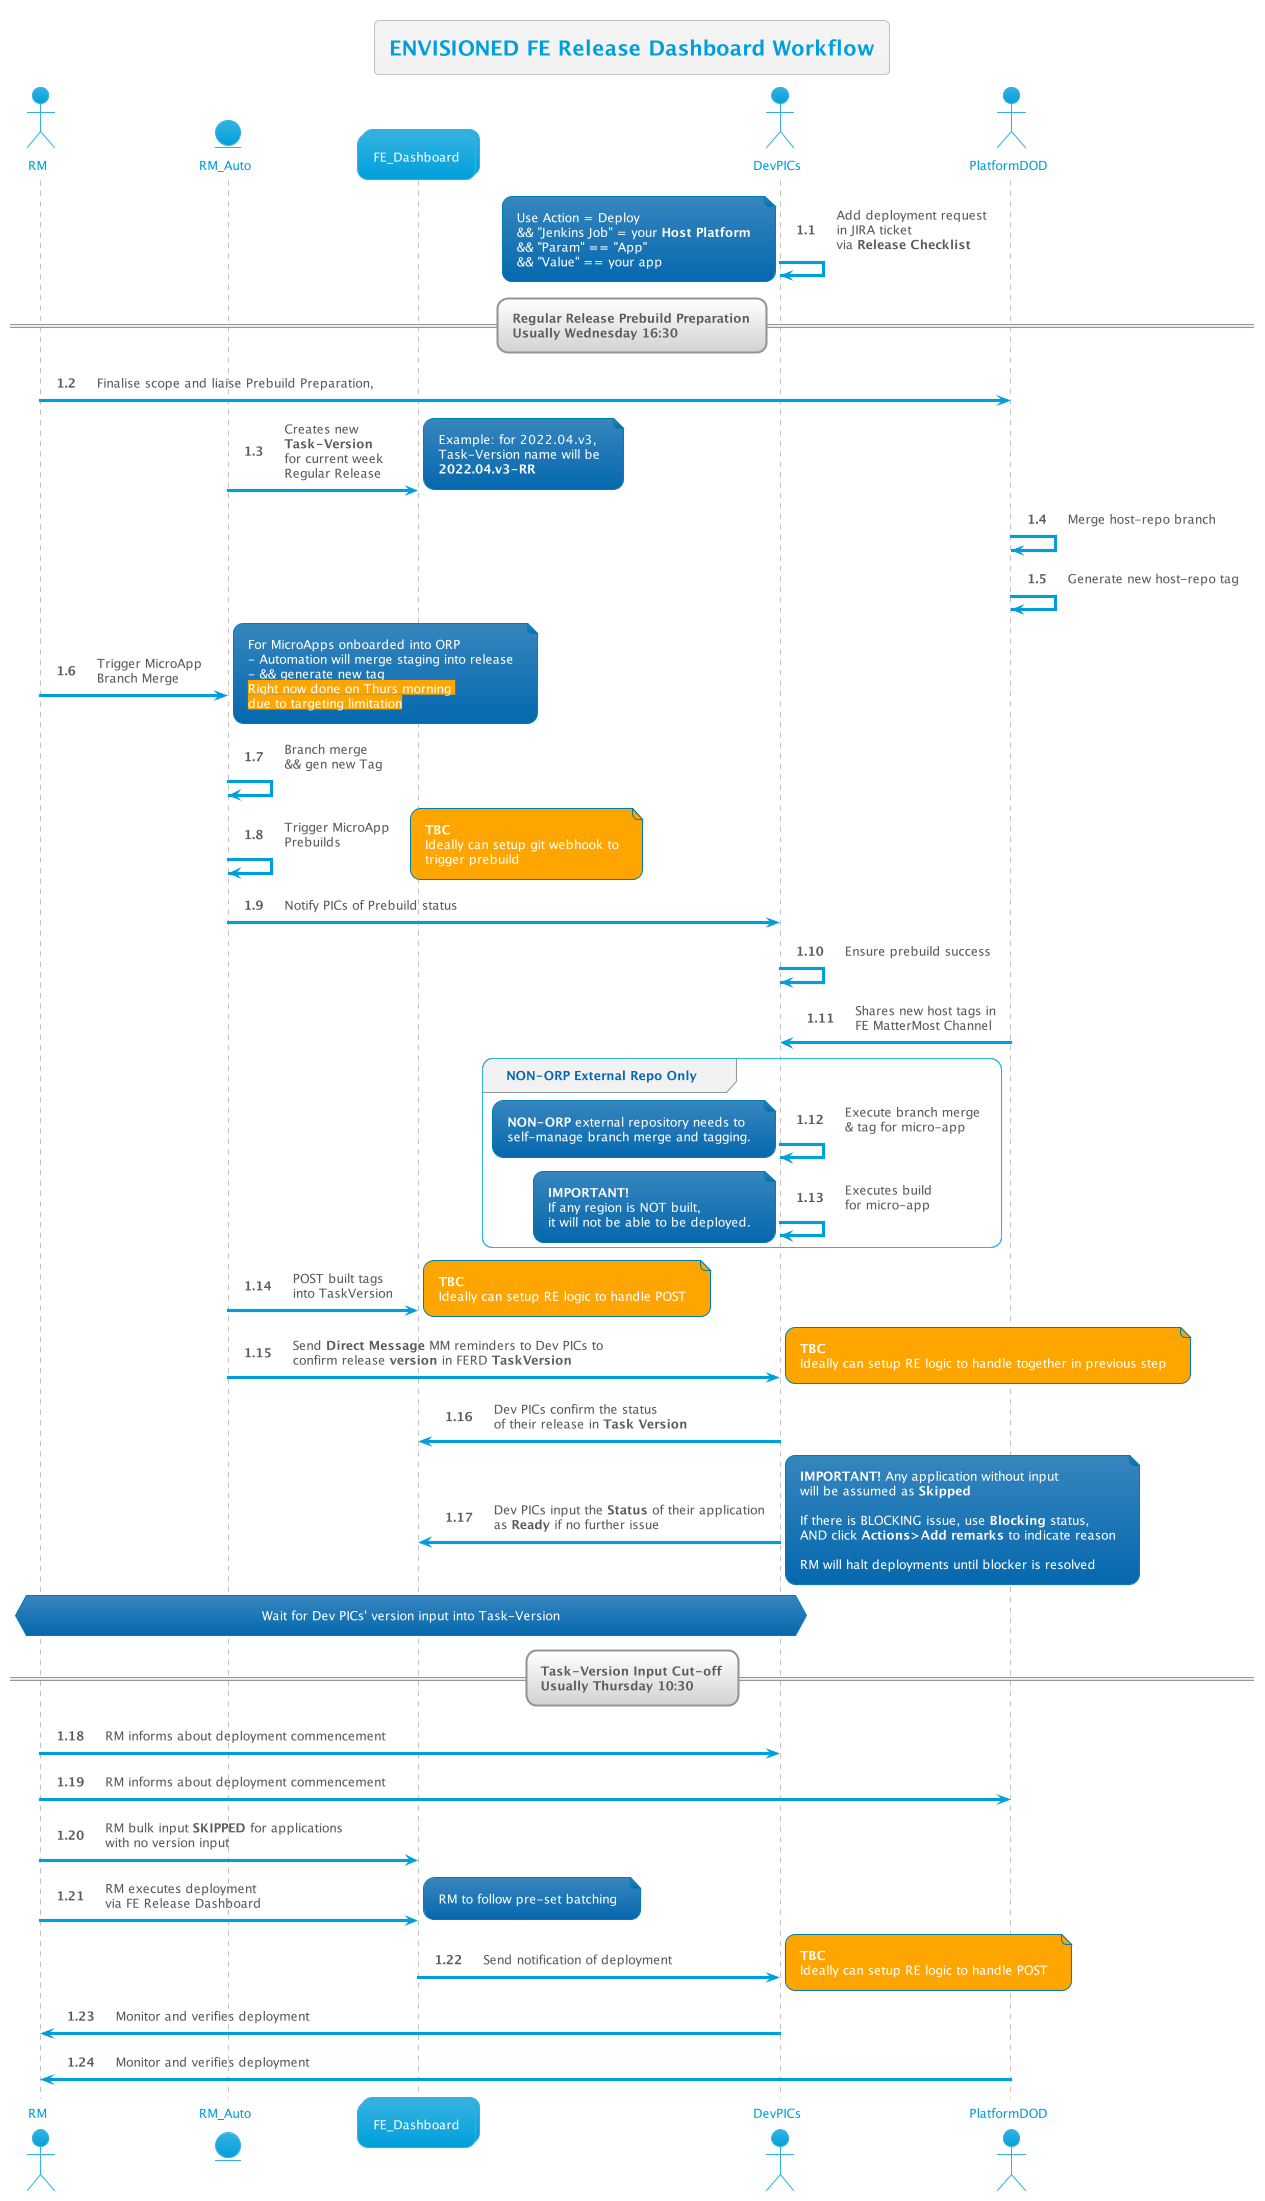 ENVISIONED FE Release Dashboard Workflow
RM
RM_Auto
FE_Dashboard
DevPICs
PlatformDOD
Use Action = Deploy
&& "Jenkins Job" = your Host Platform
&& "Param" == "App"
&& "Value" == your app
1.1
Add deployment request
in JIRA ticket
via Release Checklist
Regular Release Prebuild Preparation
Usually Wednesday 16:30
1.2 Finalise scope and liaise Prebuild Preparation,
1.3
Creates new
Task-Version
for current week
Regular Release
Example: for 2022.04.v3,
Task-Version name will be
2022.04.v3-RR
1.4 Merge host-repo branch
1.5 Generate new host-repo tag
1.6
Trigger MicroApp
Branch Merge
For MicroApps onboarded into ORP
- Automation will merge staging into release
- && generate new tag
Right now done on Thurs morning
due to targeting limitation
1.7
Branch merge
&& gen new Tag
1.8
Trigger MicroApp
Prebuilds
TBC
Ideally can setup git webhook to
trigger prebuild
1.9 Notify PICs of Prebuild status
1.10 Ensure prebuild success
1.11
Shares new host tags in
FE MatterMost Channel
NON-ORP External Repo Only
NON-ORP external repository needs to
self-manage branch merge and tagging.
1.12
Execute branch merge
& tag for micro-app
IMPORTANT!
If any region is NOT built,
it will not be able to be deployed.
1.13
Executes build
for micro-app
1.14
POST built tags
into TaskVersion
TBC
Ideally can setup RE logic to handle POST
1.15
Send Direct Message MM reminders to Dev PICs to
confirm release version in FERD TaskVersion
TBC
Ideally can setup RE logic to handle together in previous step
1.16
Dev PICs confirm the status
of their release in Task Version
1.17
Dev PICs input the Status of their application
as Ready if no further issue
IMPORTANT! Any application without input
will be assumed as Skipped
If there is BLOCKING issue, use Blocking status,
AND click Actions>Add remarks to indicate reason
RM will halt deployments until blocker is resolved
Wait for Dev PICs' version input into Task-Version
Task-Version Input Cut-off
Usually Thursday 10:30
1.18 RM informs about deployment commencement
1.19 RM informs about deployment commencement
1.20
RM bulk input SKIPPED for applications
with no version input
1.21
RM executes deployment
via FE Release Dashboard
RM to follow pre-set batching
1.22 Send notification of deployment
TBC
Ideally can setup RE logic to handle POST
1.23 Monitor and verifies deployment
1.24 Monitor and verifies deployment
RM
RM_Auto
FE_Dashboard
DevPICs
PlatformDOD